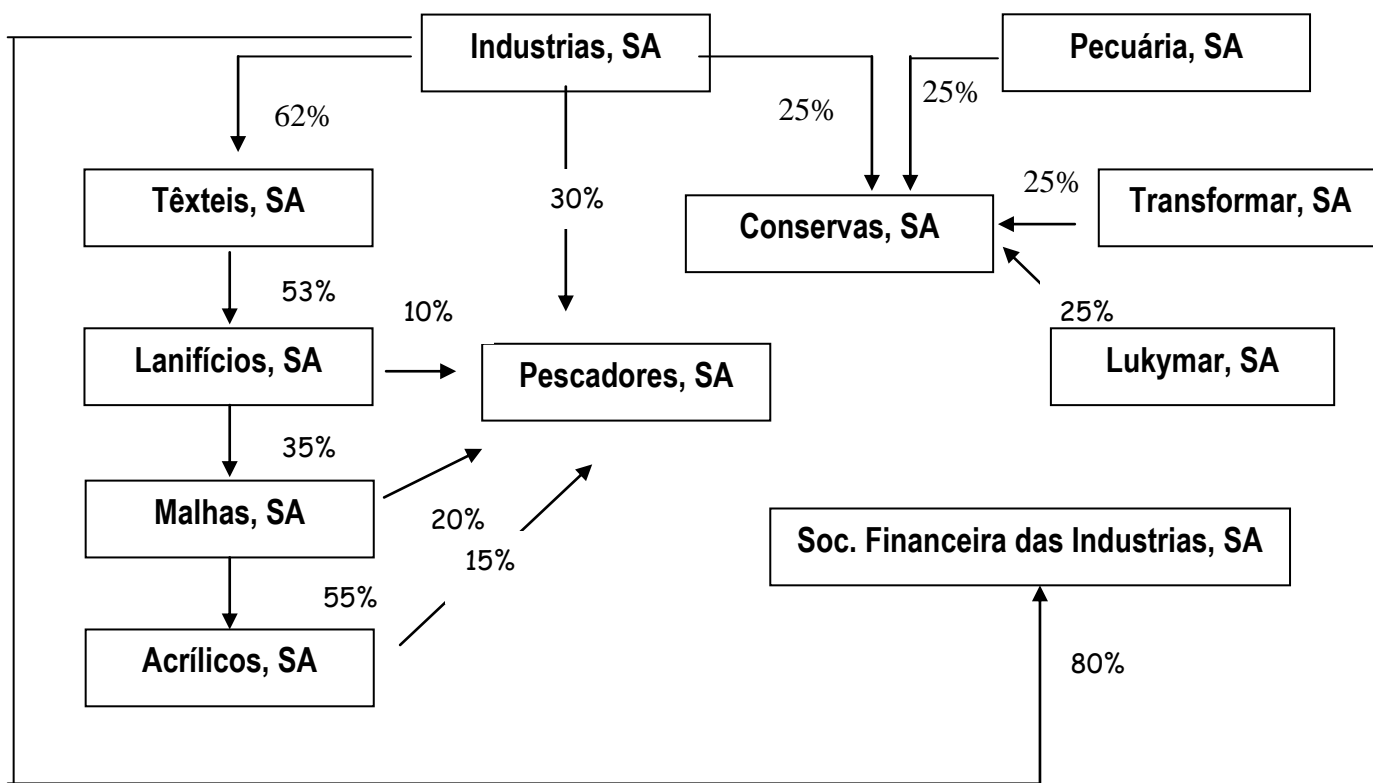 Industrias, SA
Pecuária, SA
62%
25%
25%
Têxteis, SA
30%
Conservas, SA
25%
Transformar, SA
53%
10%
25%
Lanifícios, SA
Pescadores, SA
Lukymar, SA
35%
Malhas, SA
20%
Soc. Financeira das Industrias, SA
15%
55%
Acrílicos, SA
80%